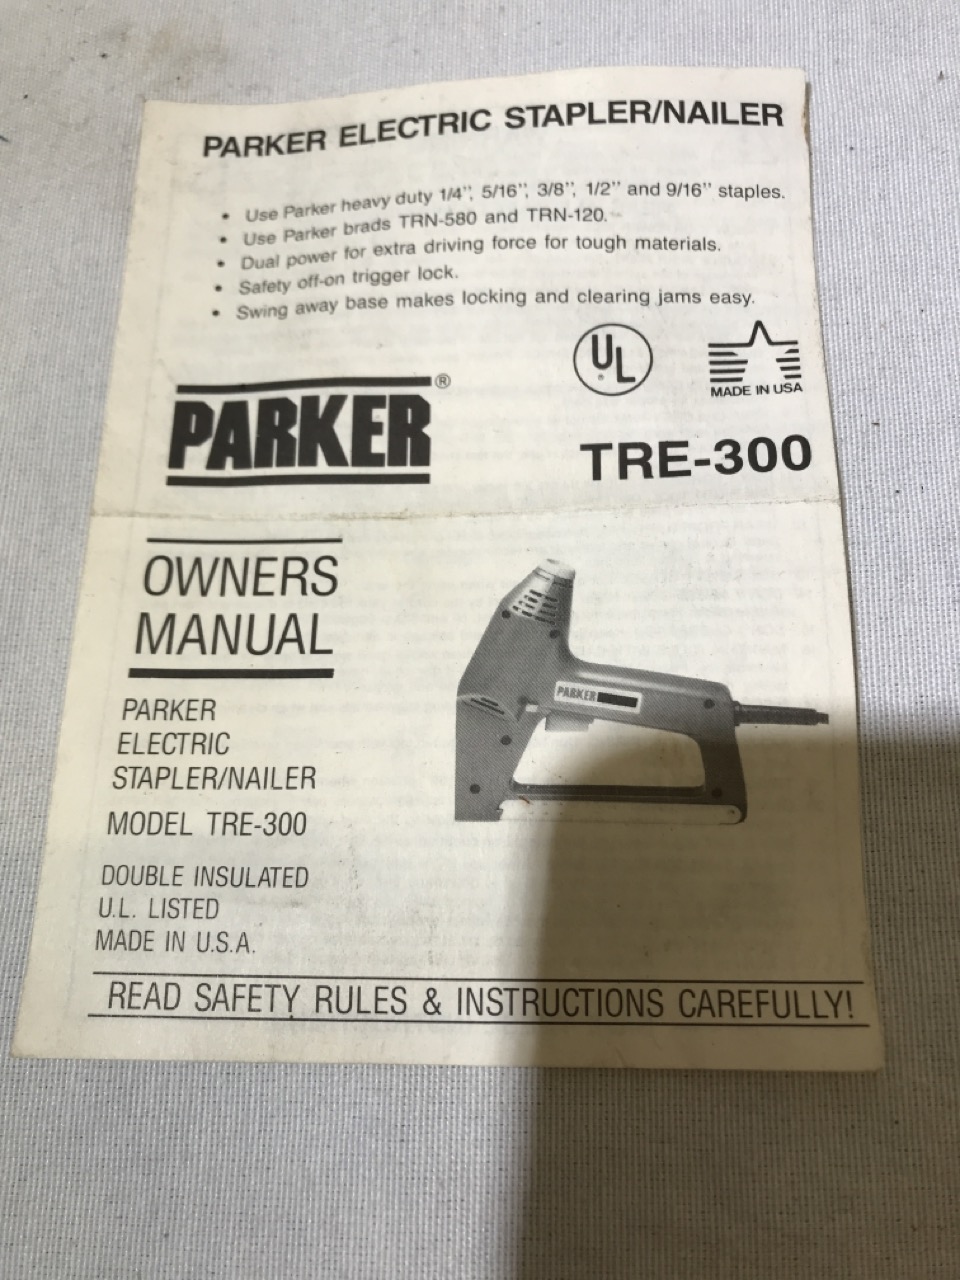 PARKER ELECTRIC STAPLER/NAILER
• Use Parker heavy duty 1/4", 5/16", 3/8", 1/2" and 9/16" staples.
• Use Parker brads TRN-580 and TRN-120.
• Dual power for extra driving force for tough materials.
• Safety off-on trigger lock.
• Swing away base makes locking and clearing jams easy.
UL
MADE IN USA
PARKER®
TRE-300
OWNERS
MANUAL
PARKER
ELECTRIC
STAPLER/NAILER
MODEL TRE-300
DOUBLE INSULATED
U.L. LISTED
MADE IN U.S.A.
PARKER
READ SAFETY RULES & INSTRUCTIONS CAREFULLY!